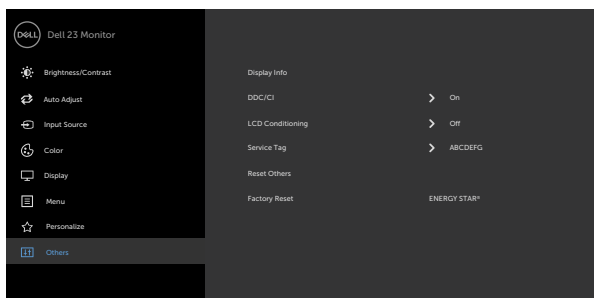 DELL
Dell 23 Monitor
Brightness/Contrast
Auto Adjust
Input Source
Color
Display
Menu
Personalize
Others
Display Info
DDC/CI On
LCD Conditioning Off
Service Tag ABCDEFG
Reset Others
Factory Reset ENERGY STAR®